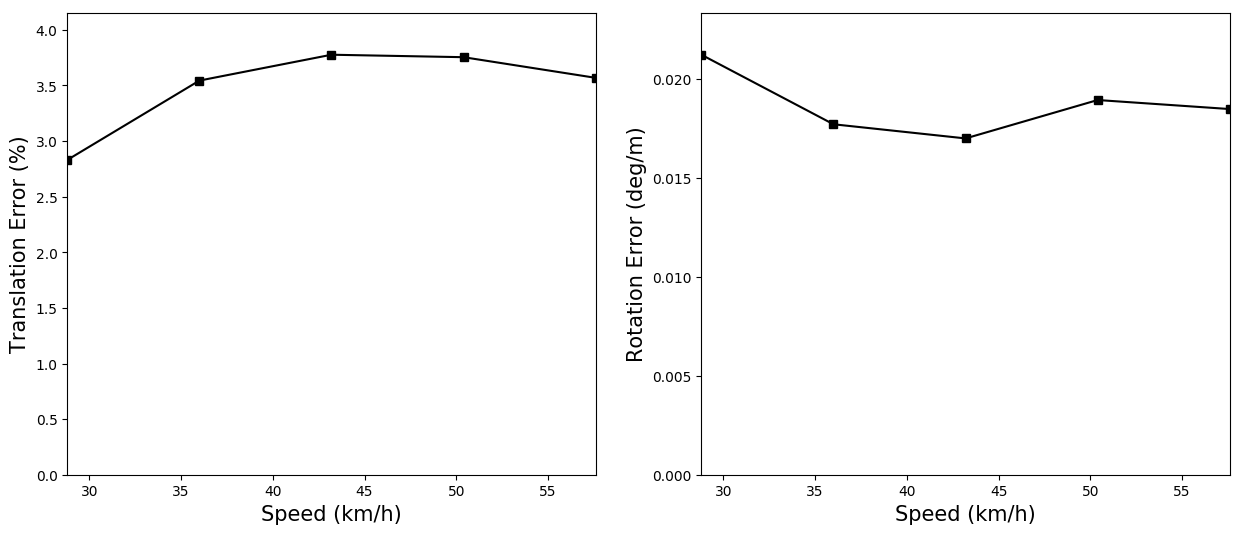 4.0
3.5
3.0
2.5
2.0
1.5
1.0
0.5
0.0
Translation Error (%)
30 35 40 45 50 55
Speed (km/h)
0.020
0.015
0.010
0.005
0.000
Rotation Error (deg/m)
30 35 40 45 50 55
Speed (km/h)